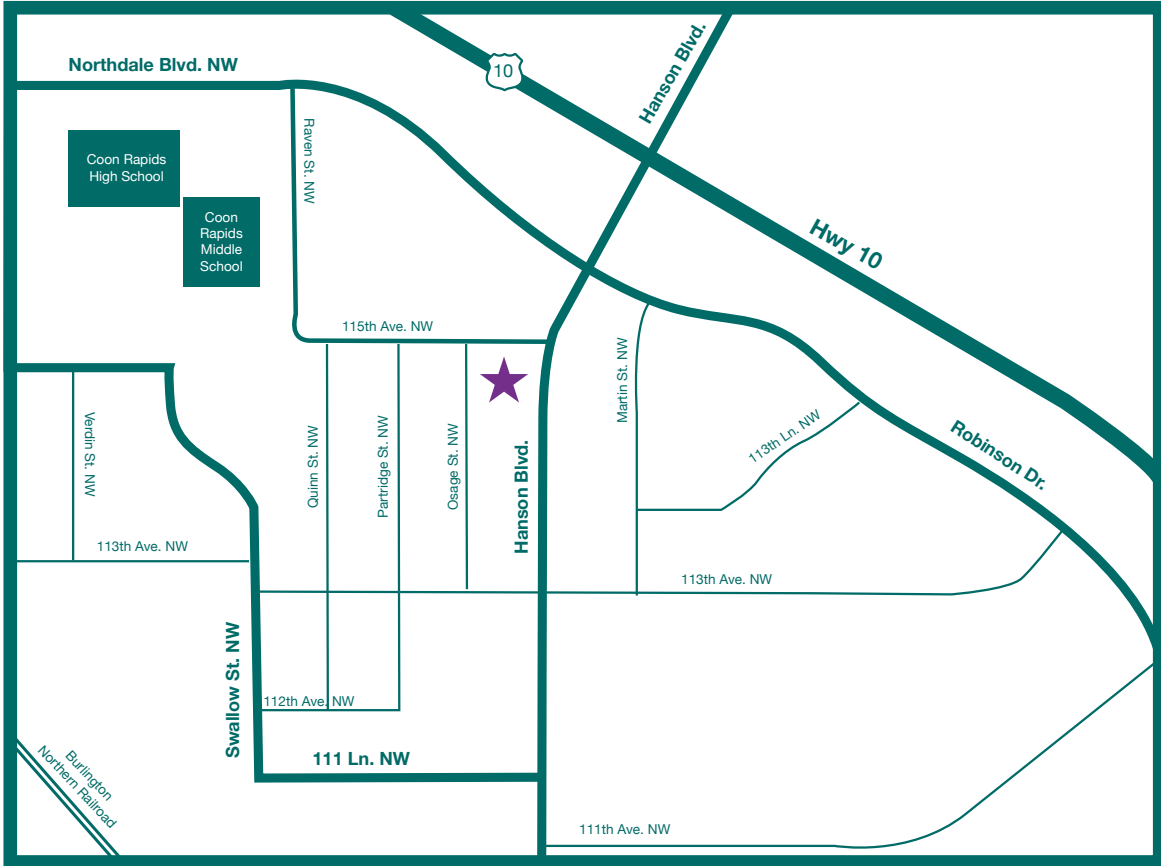 Northdale Blvd. NW
10
Hanson Blvd.
Coon Rapids
High School
Raven St. NW
Coon
Rapids
Middle
School
Hwy 10
115th Ave. NW
Martin St. NW
Verdin St. NW
Quinn St. NW
Partridge St. NW
Osage St. NW
Hanson Blvd.
113th Ln. NW
Robinson Dr.
113th Ave. NW
113th Ave. NW
Swallow St. NW
112th Ave. NW
111 Ln. NW
Burlington
Northern Railroad
111th Ave. NW